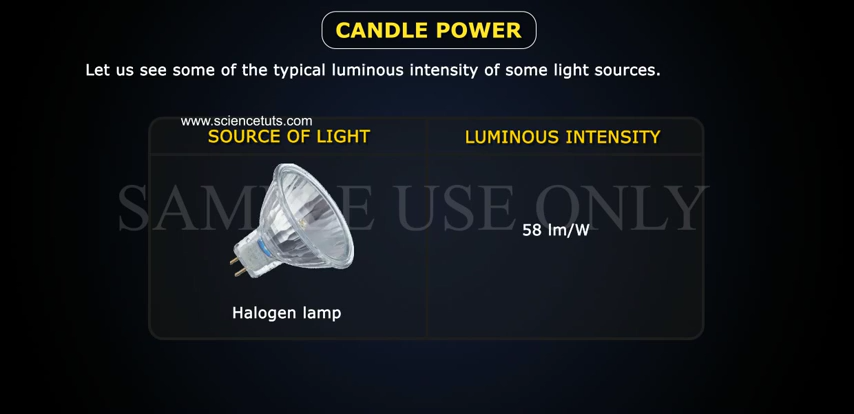 CANDLE POWER
Let us see some of the typical luminous intensity of some light sources.
www.sciencetuts.com
SOURCE OF LIGHT
LUMINOUS INTENSITY
SAMPLE USE ONLY
58 lm/W
Halogen lamp